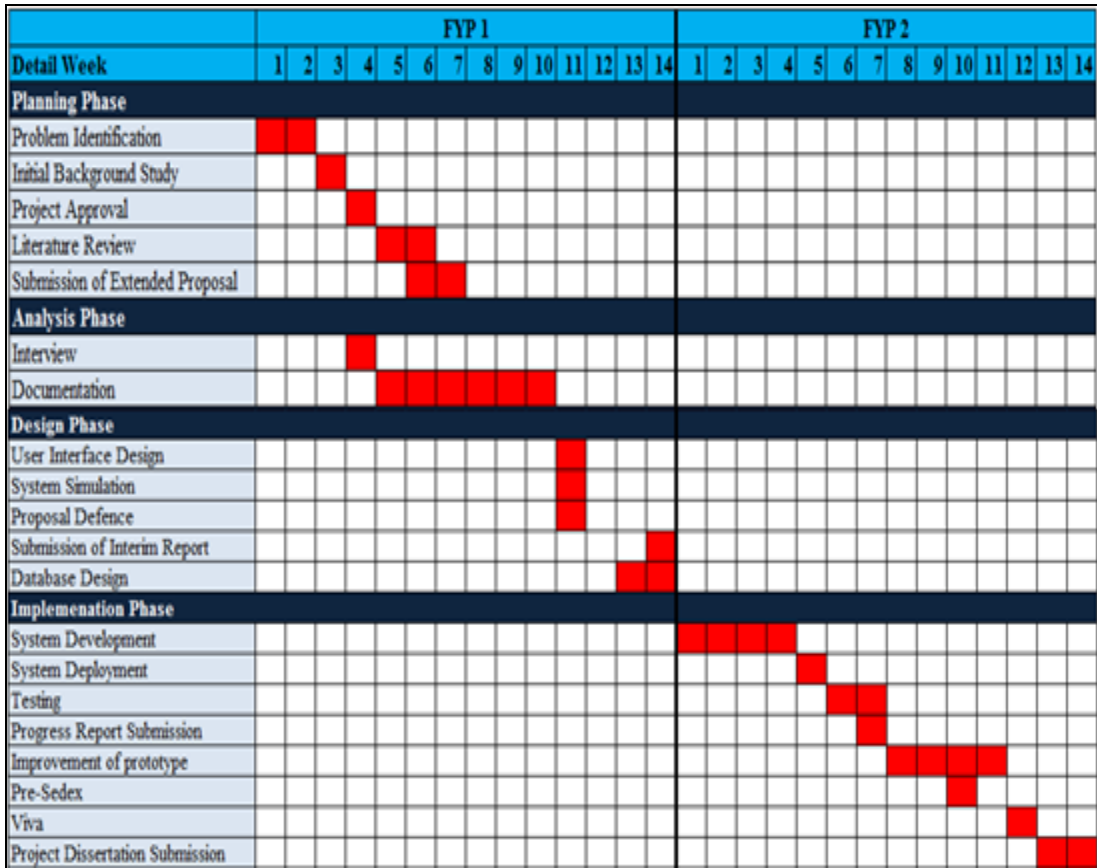 FYP 1 FYP 2
Detail Week 1 2 3 4 5 6 7 8 9 10 11 12 13 14 1 2 3 4 5 6 7 8 9 10 11 12 13 14
Planning Phase
Problem Identification
Initial Background Study
Project Approval
Literature Review
Submission of Extended Proposal
Analysis Phase
Interview
Documentation
Design Phase
User Interface Design
System Simulation
Proposal Defence
Submission of Interim Report
Database Design
Implemenation Phase
System Development
System Deployment
Testing
Progress Report Submission
Improvement of prototype
Pre-Sedex
Viva
Project Dissertation Submission